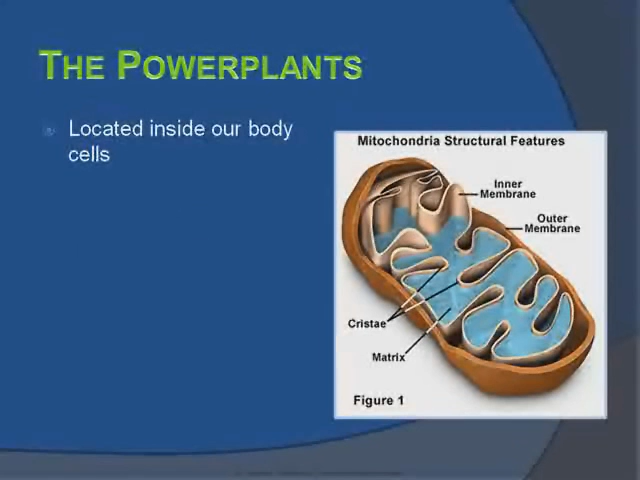 THE POWERPLANTS
Located inside our body
cells
Mitochondria Structural Features
Inner
Membrane
Outer
Membrane
Cristae
Matrix
Figure 1